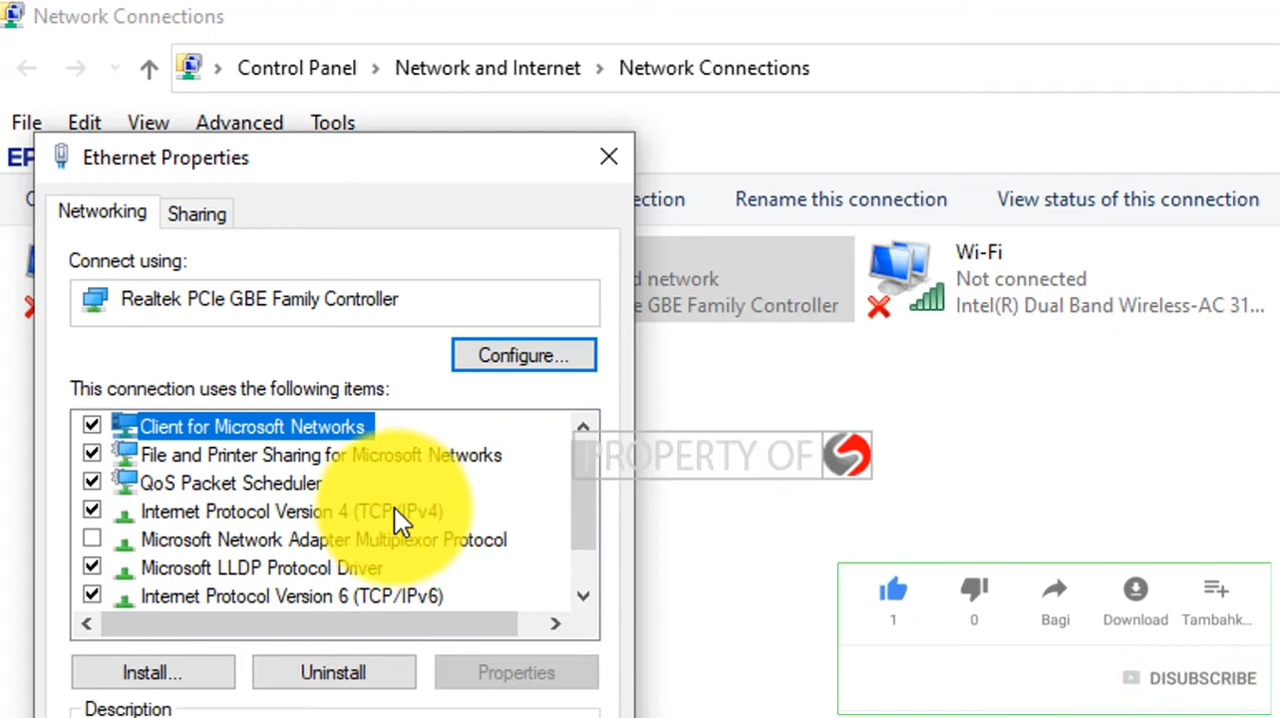 Network Connections
Control Panel > Network and Internet > Network Connections
File Edit View Advanced Tools
EP
Ethernet Properties
ection Rename this connection View status of this connection
Networking Sharing
Connect using:
Realtek PCIe GBE Family Controller
Configure...
d network
e GBE Family Controller
Wi-Fi
Not connected
Intel(R) Dual Band Wireless-AC 31...
This connection uses the following items:
Client for Microsoft Networks
File and Printer Sharing for Microsoft Networks
QoS Packet Scheduler
Internet Protocol Version 4 (TCP/IPv4)
Microsoft Network Adapter Multiplexor Protocol
Microsoft LLDP Protocol Driver
Internet Protocol Version 6 (TCP/IPv6)
Install... Uninstall Properties
Description
PROPERTY OF
1 0 Bagi Download Tambahk...
DISUBSCRIBE